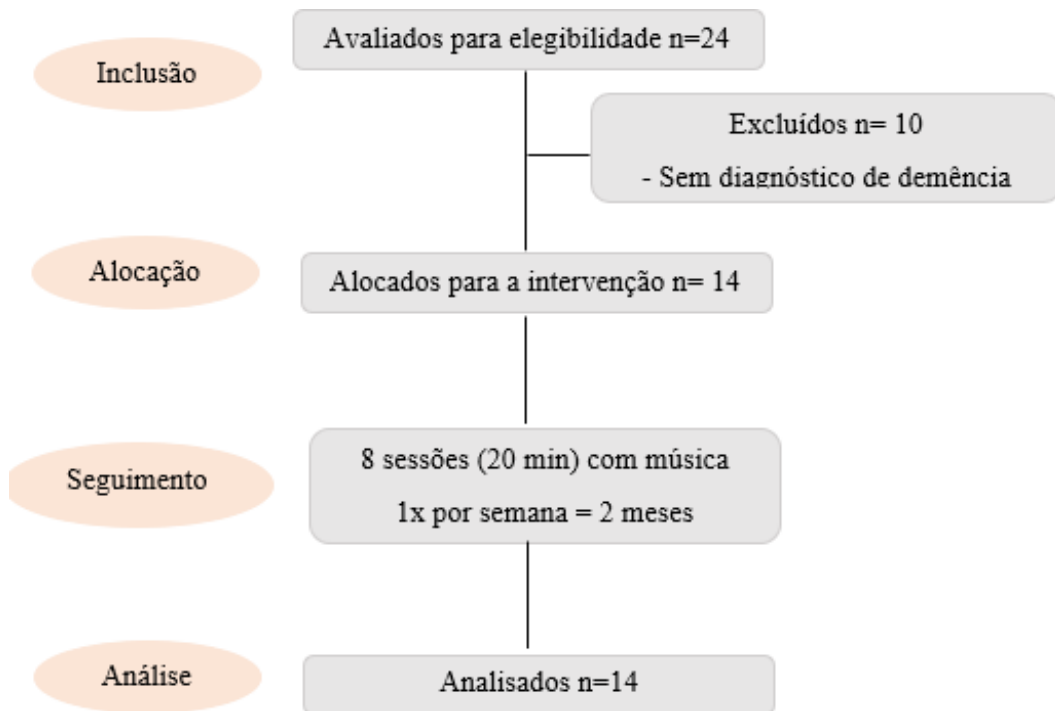 Avaliados para elegibilidade n=24
Inclusão
Excluídos n= 10
- Sem diagnóstico de demência
Alocação
Alocados para a intervenção n= 14
8 sessões (20 min) com música
Seguimento
1x por semana = 2 meses
Análise
Analisados n=14